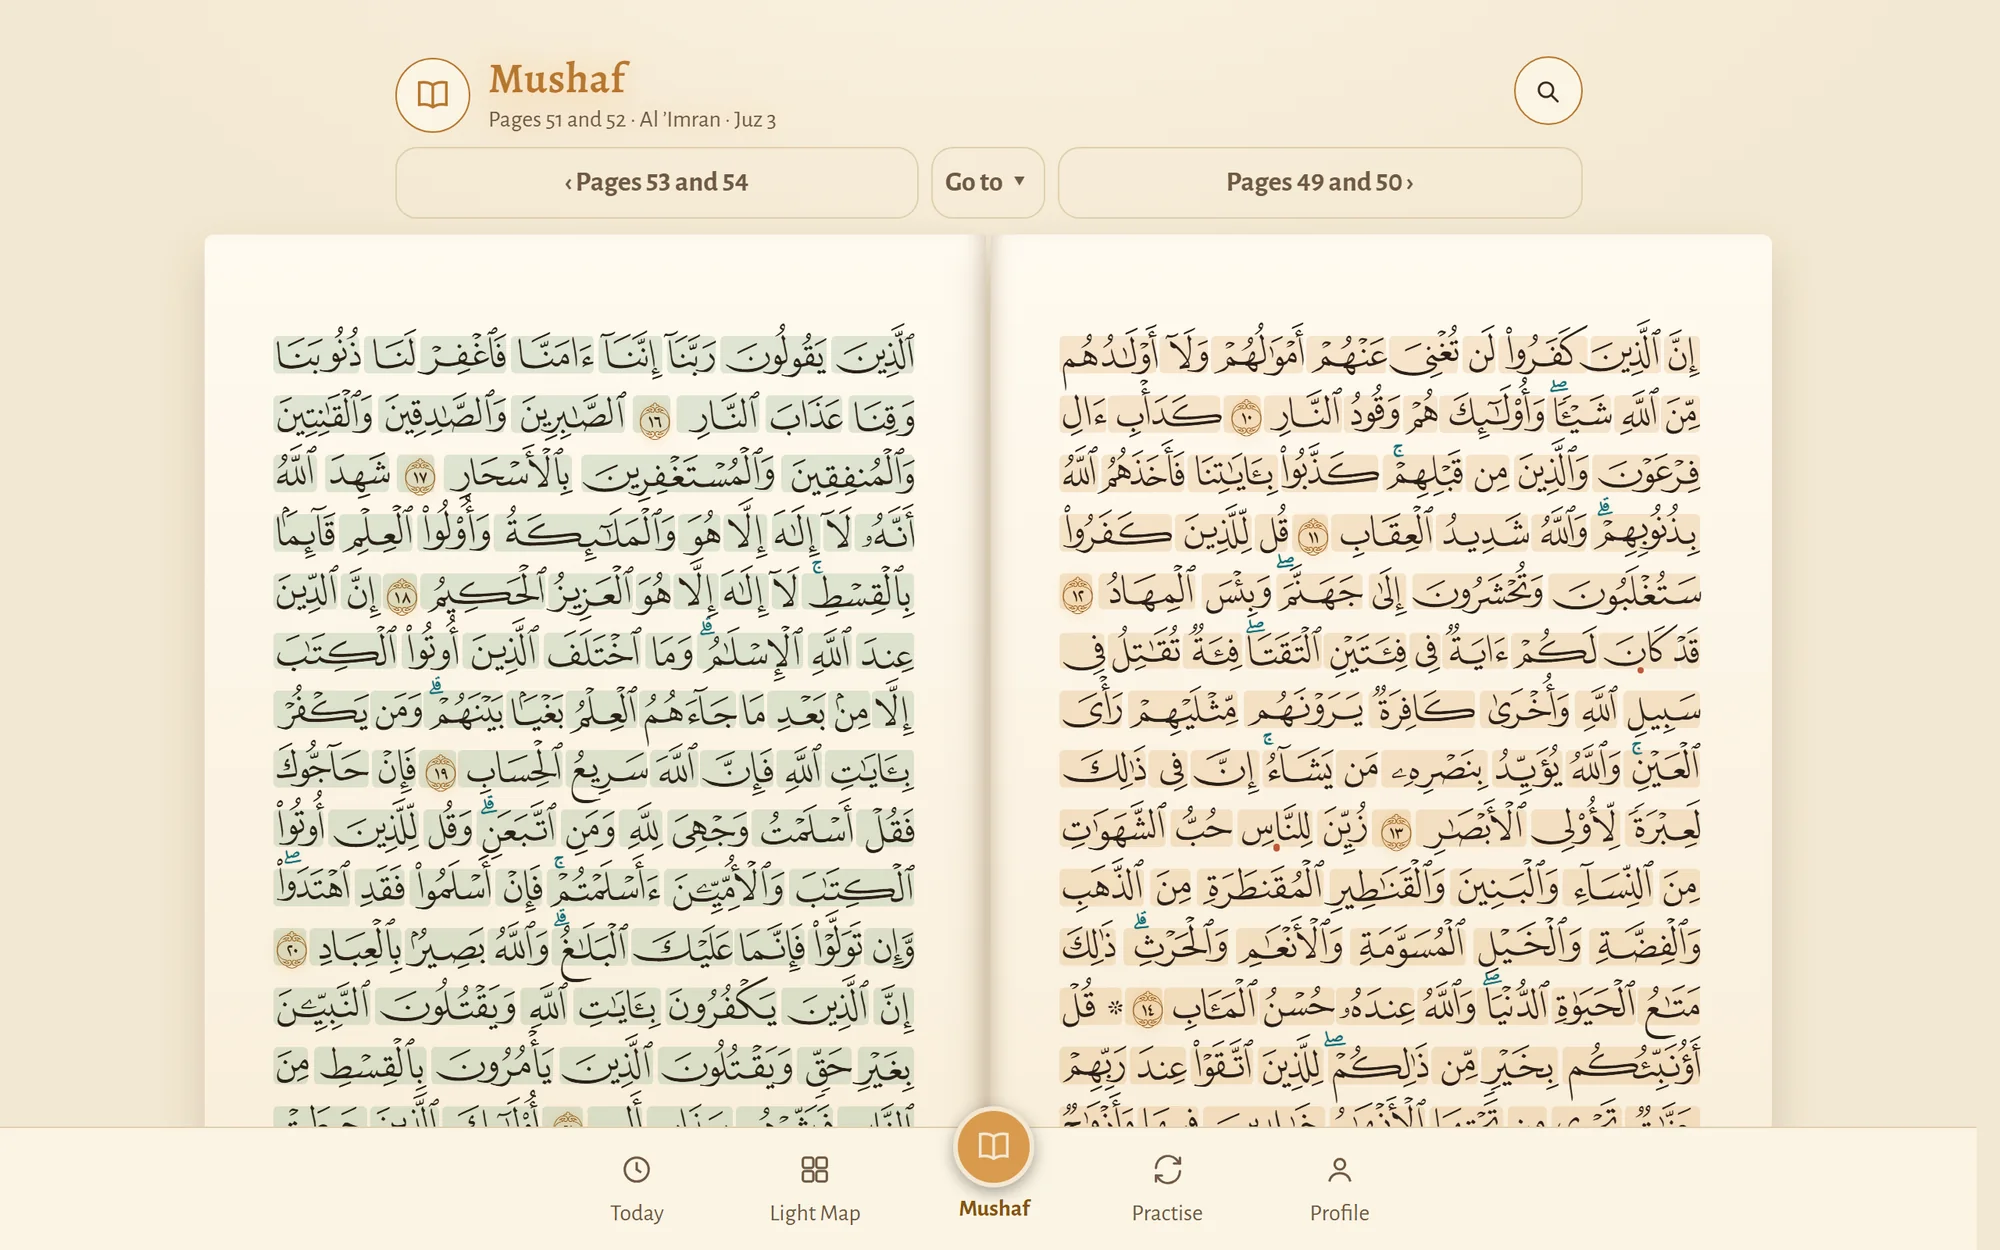 Mushaf
Pages 51 and 52 · Al ’Imran · Juz 3
‹ Pages 53 and 54
Go to ▼
Pages 49 and 50 ›
إِنَّ ٱلَّذِينَ كَفَرُوا۟ لَن تُغْنِىَ عَنْهُمْ أَمْوَٰلُهُمْ وَلَآ أَوْلَـٰدُهُم
مِّنَ ٱللَّهِ شَيْـًٔا ۖ وَأُو۟لَـٰٓئِكَ هُمْ وَقُودُ ٱلنَّارِ ١٠ كَدَأْبِ ءَالِ
فِرْعَوْنَ وَٱلَّذِينَ مِن قَبْلِهِمْ ۚ كَذَّبُوا۟ بِـَٔايَـٰتِنَا فَأَخَذَهُمُ ٱللَّهُ
بِذُنُوبِهِمْ ۗ وَٱللَّهُ شَدِيدُ ٱلْعِقَابِ ١١ قُل لِّلَّذِينَ كَفَرُوا۟
سَتُغْلَبُونَ وَتُحْشَرُونَ إِلَىٰ جَهَنَّمَ ۖ وَبِئْسَ ٱلْمِهَادُ ١٢
قَدْ كَانَ لَكُمْ ءَايَةٌ فِى فِئَتَيْنِ ٱلْتَقَتَا ۖ فِئَةٌ تُقَـٰتِلُ فِى
سَبِيلِ ٱللَّهِ وَأُخْرَىٰ كَافِرَةٌ يَرَوْنَهُم مِّثْلَيْهِمْ رَأْىَ
ٱلْعَيْنِ ۚ وَٱللَّهُ يُؤَيِّدُ بِنَصْرِهِۦ مَن يَشَآءُ ۚ إِنَّ فِى ذَٰلِكَ
لَعِبْرَةً لِّأُو۟لِى ٱلْأَبْصَـٰرِ ١٣ زُيِّنَ لِلنَّاسِ حُبُّ ٱلشَّهَوَٰتِ
مِنَ ٱلنِّسَآءِ وَٱلْبَنِينَ وَٱلْقَنَـٰطِيرِ ٱلْمُقَنطَرَةِ مِنَ ٱلذَّهَبِ
وَٱلْفِضَّةِ وَٱلْخَيْلِ ٱلْمُسَوَّمَةِ وَٱلْأَنْعَـٰمِ وَٱلْحَرْثِ ۗ ذَٰلِكَ
مَتَـٰعُ ٱلْحَيَوٰةِ ٱلدُّنْيَا ۖ وَٱللَّهُ عِندَهُۥ حُسْنُ ٱلْمَـَٔابِ ١٤ ۞ قُلْ
أَؤُنَبِّئُكُم بِخَيْرٍ مِّن ذَٰلِكُمْ ۖ لِلَّذِينَ ٱتَّقَوْا۟ عِندَ رَبِّهِمْ
جَنَّـٰتٌ تَجْرِى مِن تَحْتِهَا ٱلْأَنْهَـٰرُ خَـٰلِدِينَ فِيهَا وَأَزْوَٰجٌ
ٱلَّذِينَ يَقُولُونَ رَبَّنَآ إِنَّنَآ ءَامَنَّا فَٱغْفِرْ لَنَا ذُنُوبَنَا
وَقِنَا عَذَابَ ٱلنَّارِ ١٦ ٱلصَّـٰبِرِينَ وَٱلصَّـٰدِقِينَ وَٱلْقَـٰنِتِينَ
وَٱلْمُنفِقِينَ وَٱلْمُسْتَغْفِرِينَ بِٱلْأَسْحَارِ ١٧ شَهِدَ ٱللَّهُ
أَنَّهُۥ لَآ إِلَـٰهَ إِلَّا هُوَ وَٱلْمَلَـٰٓئِكَةُ وَأُو۟لُوا۟ ٱلْعِلْمِ قَآئِمًۢا
بِٱلْقِسْطِ ۚ لَآ إِلَـٰهَ إِلَّا هُوَ ٱلْعَزِيزُ ٱلْحَكِيمُ ١٨ إِنَّ ٱلدِّينَ
عِندَ ٱللَّهِ ٱلْإِسْلَـٰمُ ۗ وَمَا ٱخْتَلَفَ ٱلَّذِينَ أُوتُوا۟ ٱلْكِتَـٰبَ
إِلَّا مِنۢ بَعْدِ مَا جَآءَهُمُ ٱلْعِلْمُ بَغْيًۢا بَيْنَهُمْ ۗ وَمَن يَكْفُرْ
بِـَٔايَـٰتِ ٱللَّهِ فَإِنَّ ٱللَّهَ سَرِيعُ ٱلْحِسَابِ ١٩ فَإِنْ حَآجُّوكَ
فَقُلْ أَسْلَمْتُ وَجْهِىَ لِلَّهِ وَمَنِ ٱتَّبَعَنِ ۗ وَقُل لِّلَّذِينَ أُوتُوا۟
ٱلْكِتَـٰبَ وَٱلْأُمِّيِّـۧنَ ءَأَسْلَمْتُمْ ۚ فَإِنْ أَسْلَمُوا۟ فَقَدِ ٱهْتَدَوا۟ ۖ
وَّإِن تَوَلَّوْا۟ فَإِنَّمَا عَلَيْكَ ٱلْبَلَـٰغُ ۗ وَٱللَّهُ بَصِيرٌۢ بِٱلْعِبَادِ ٢٠
إِنَّ ٱلَّذِينَ يَكْفُرُونَ بِـَٔايَـٰتِ ٱللَّهِ وَيَقْتُلُونَ ٱلنَّبِيِّـۧنَ
بِغَيْرِ حَقٍّ وَيَقْتُلُونَ ٱلَّذِينَ يَأْمُرُونَ بِٱلْقِسْطِ مِنَ
Today
Light Map
Mushaf
Practise
Profile